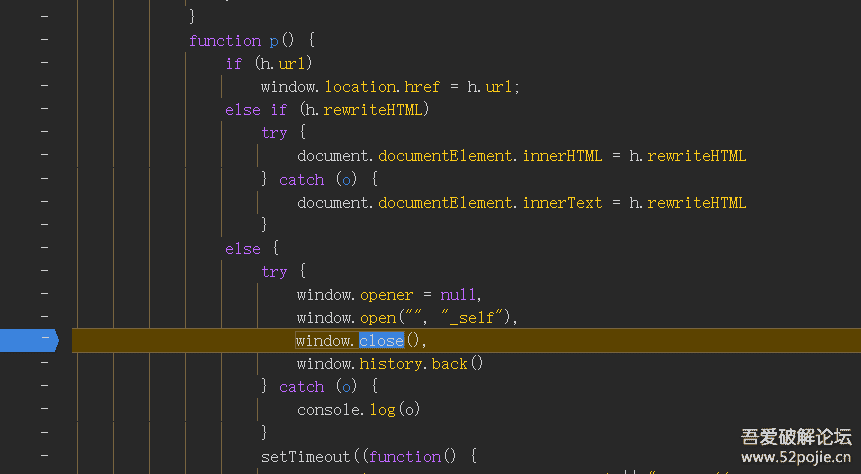 }
function p() {
if (h.url)
window.location.href = h.url;
else if (h.rewriteHTML)
try {
document.documentElement.innerHTML = h.rewriteHTML
} catch (o) {
document.documentElement.innerText = h.rewriteHTML
}
else {
try {
window.opener = null,
window.open("", "_self"),
window.close(),
window.history.back()
} catch (o) {
console.log(o)
}
setTimeout((function() {
吾爱破解论坛
www.52pojie.cn